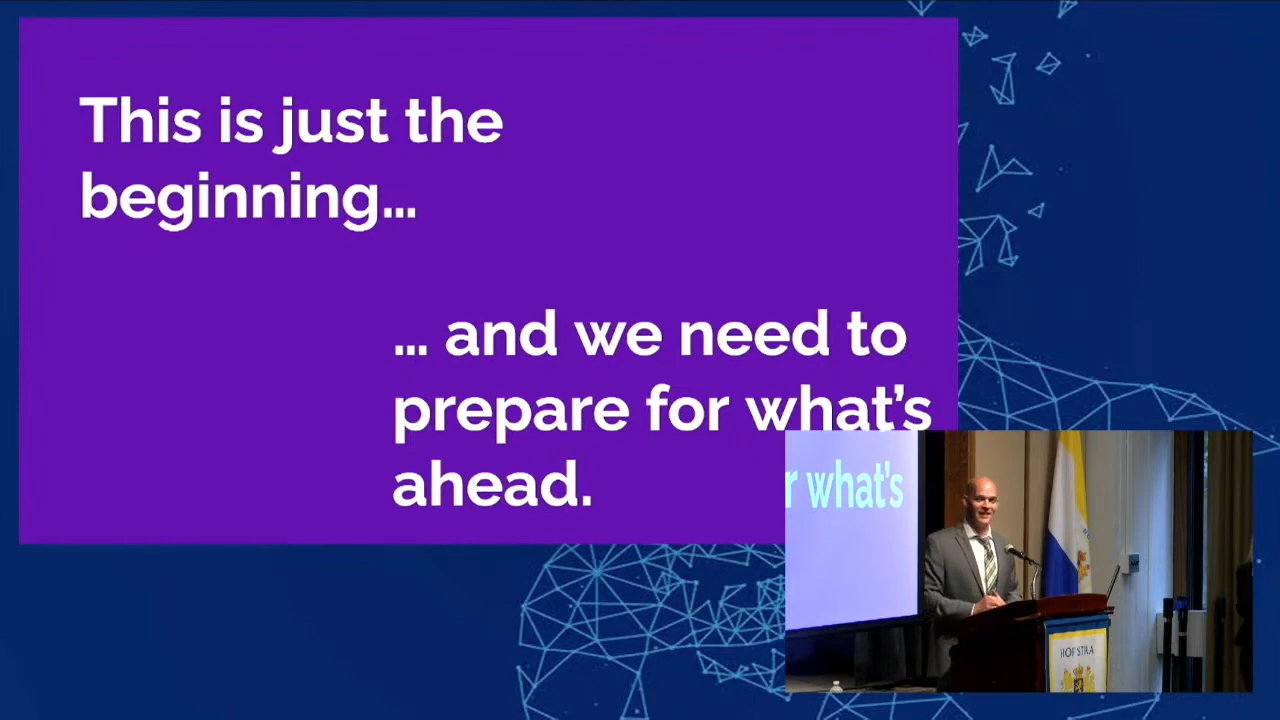 This is just the
beginning...
... and we need to
prepare for what's
ahead.
r what's
HOFSTRA